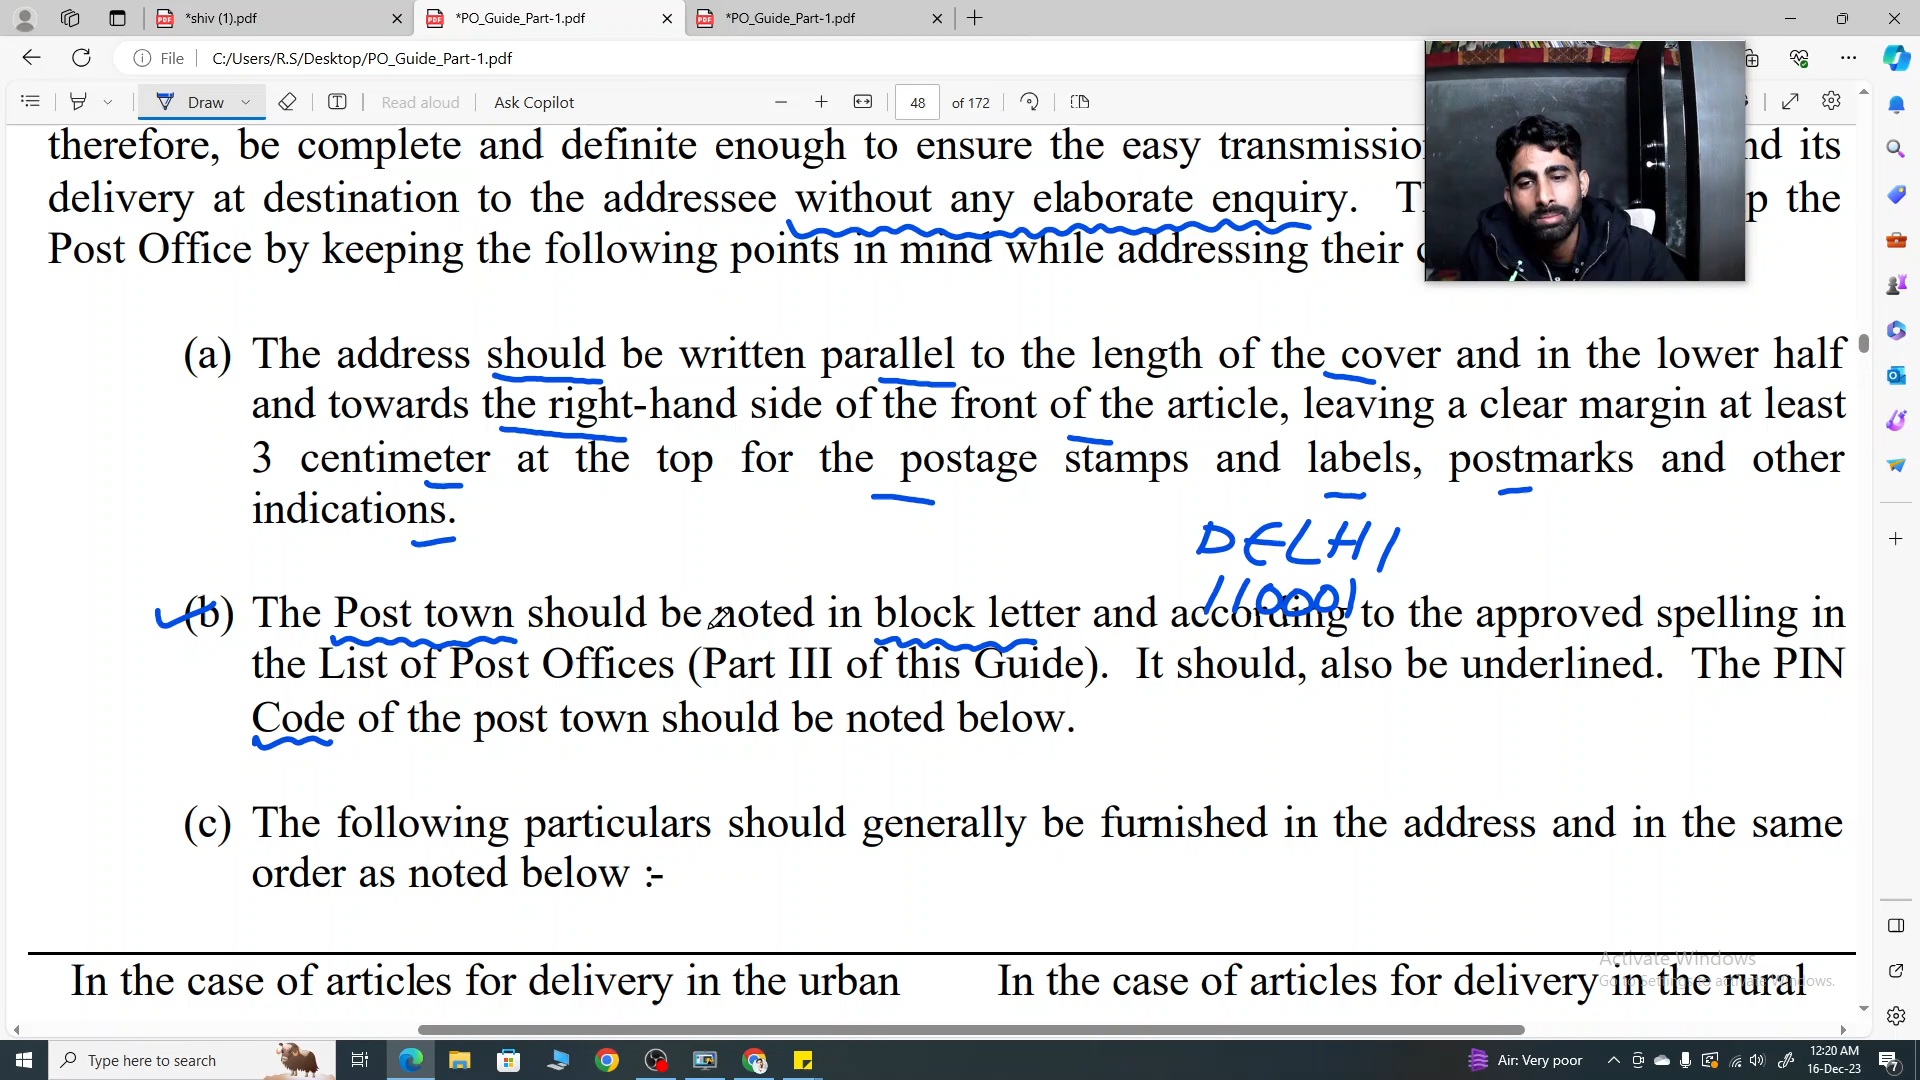 *shiv (1).pdf
*PO_Guide_Part-1.pdf
*PO_Guide_Part-1.pdf
File
C:/Users/R.S/Desktop/PO_Guide_Part-1.pdf
Draw
Read aloud
Ask Copilot
48
of 172
therefore, be complete and definite enough to ensure the easy
its
delivery at destination to the addressee without any elaborate enquiry.
the
Post Office by keeping the following points in mind while addressing their
(a) The address should be written parallel to the length of the cover and in the lower half
and towards the right-hand side of the front of the article, leaving a clear margin at least
3 centimeter at the top for the postage stamps and labels, postmarks and other
indications.
DELHI
110001
(b) The Post town should be noted in block letter and according to the approved spelling in
the List of Post Offices (Part III of this Guide). It should, also be underlined. The PIN
Code of the post town should be noted below.
(c) The following particulars should generally be furnished in the address and in the same
order as noted below :-
Activate Windows
Go to Settings to activate Windows.
In the case of articles for delivery in the urban
In the case of articles for delivery in the rural
Type here to search
Air: Very poor
12:20 AM
16-Dec-23
7